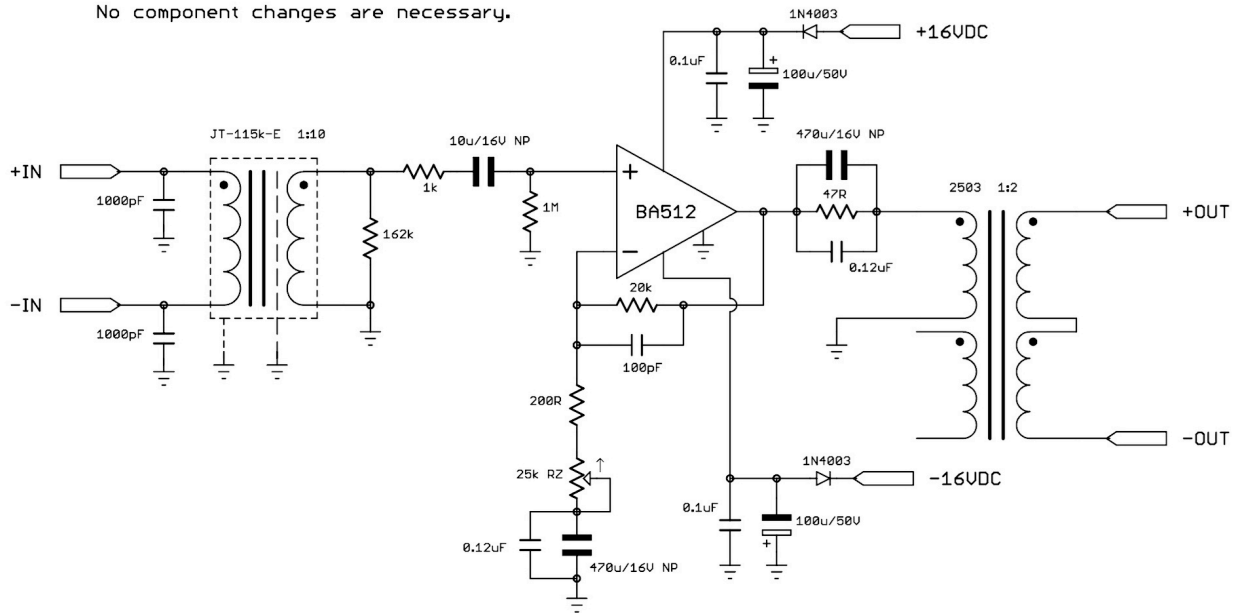 No component changes are necessary.
1N4003
+16VDC
0.1uF
+
100u/50V
JT-115k-E 1:10
10u/16V NP
470u/16V NP
+IN
1k
+
47R
2503 1:2
1000pF
1M
BA512
+OUT
162k
−
0.12uF
-IN
20k
1000pF
100pF
200R
1N4003
-OUT
25k RZ
-16VDC
0.1uF
100u/50V
+
0.12uF
470u/16V NP